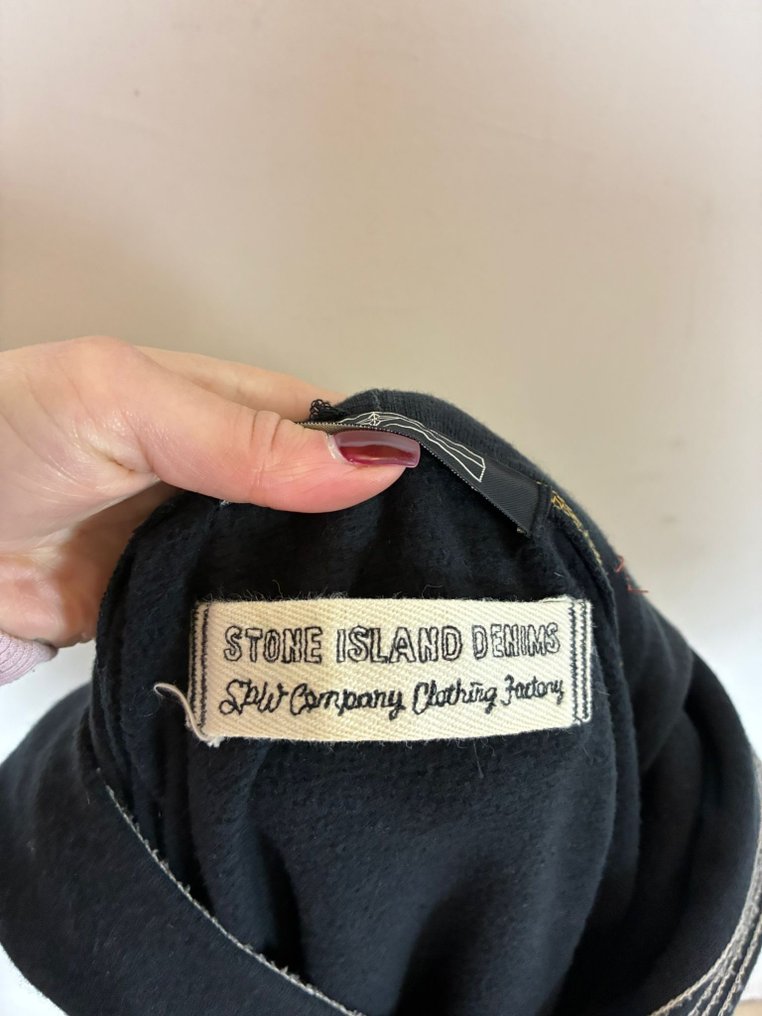 STONE ISLAND DENIMS
SPW Company Clothing Factory